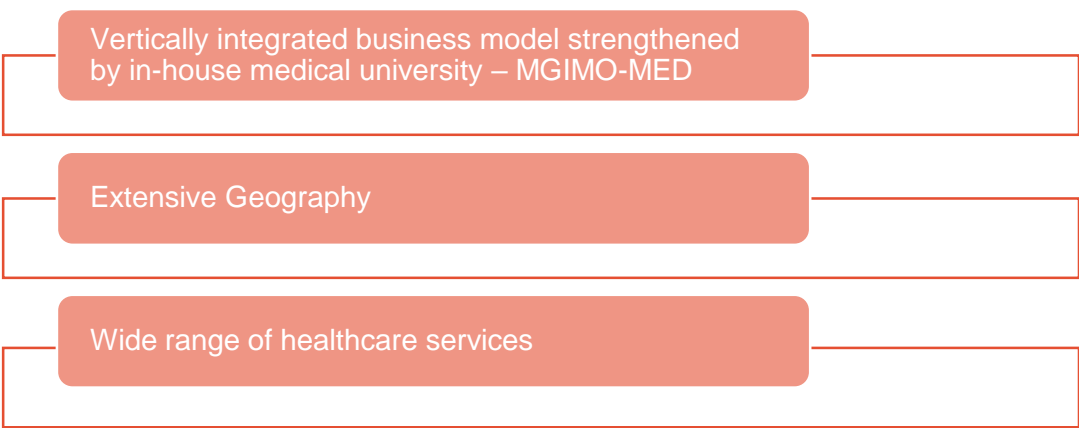 Vertically integrated business model strengthened
by in-house medical university – MGIMO-MED
Extensive Geography
Wide range of healthcare services